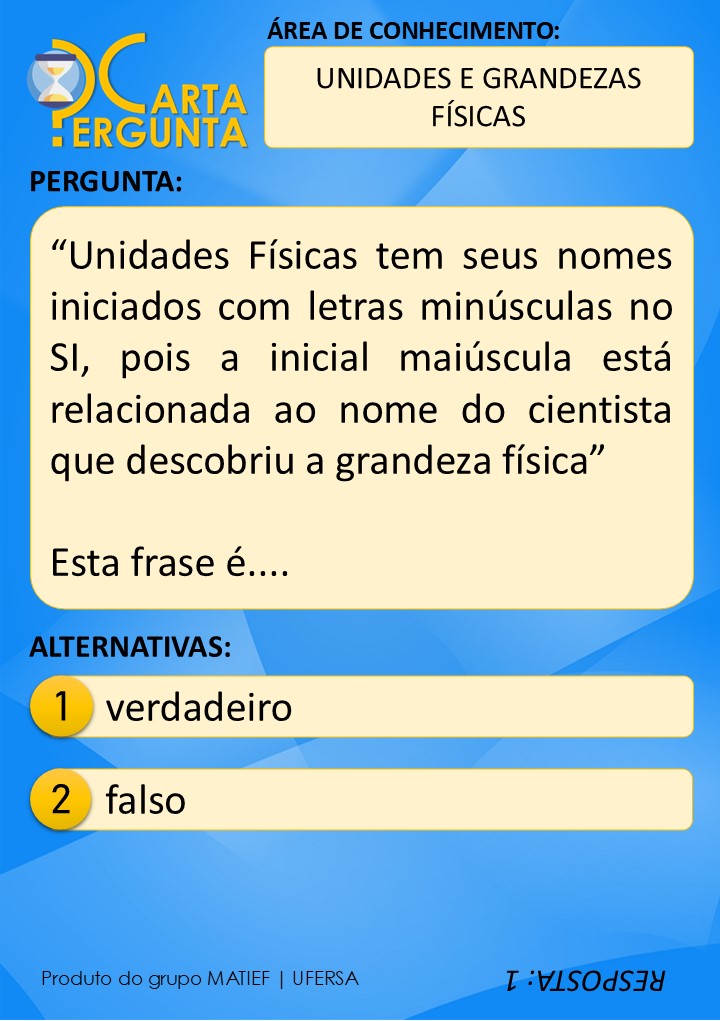 ÁREA DE CONHECIMENTO:
CARTA
PERGUNTA
UNIDADES E GRANDEZAS
FÍSICAS
PERGUNTA:
“Unidades Físicas tem seus nomes
iniciados com letras minúsculas no
SI, pois a inicial maiúscula está
relacionada ao nome do cientista
que descobriu a grandeza física”
Esta frase é....
ALTERNATIVAS:
1 verdadeiro
2 falso
Produto do grupo MATIEF | UFERSA
RESPOSTA: 1